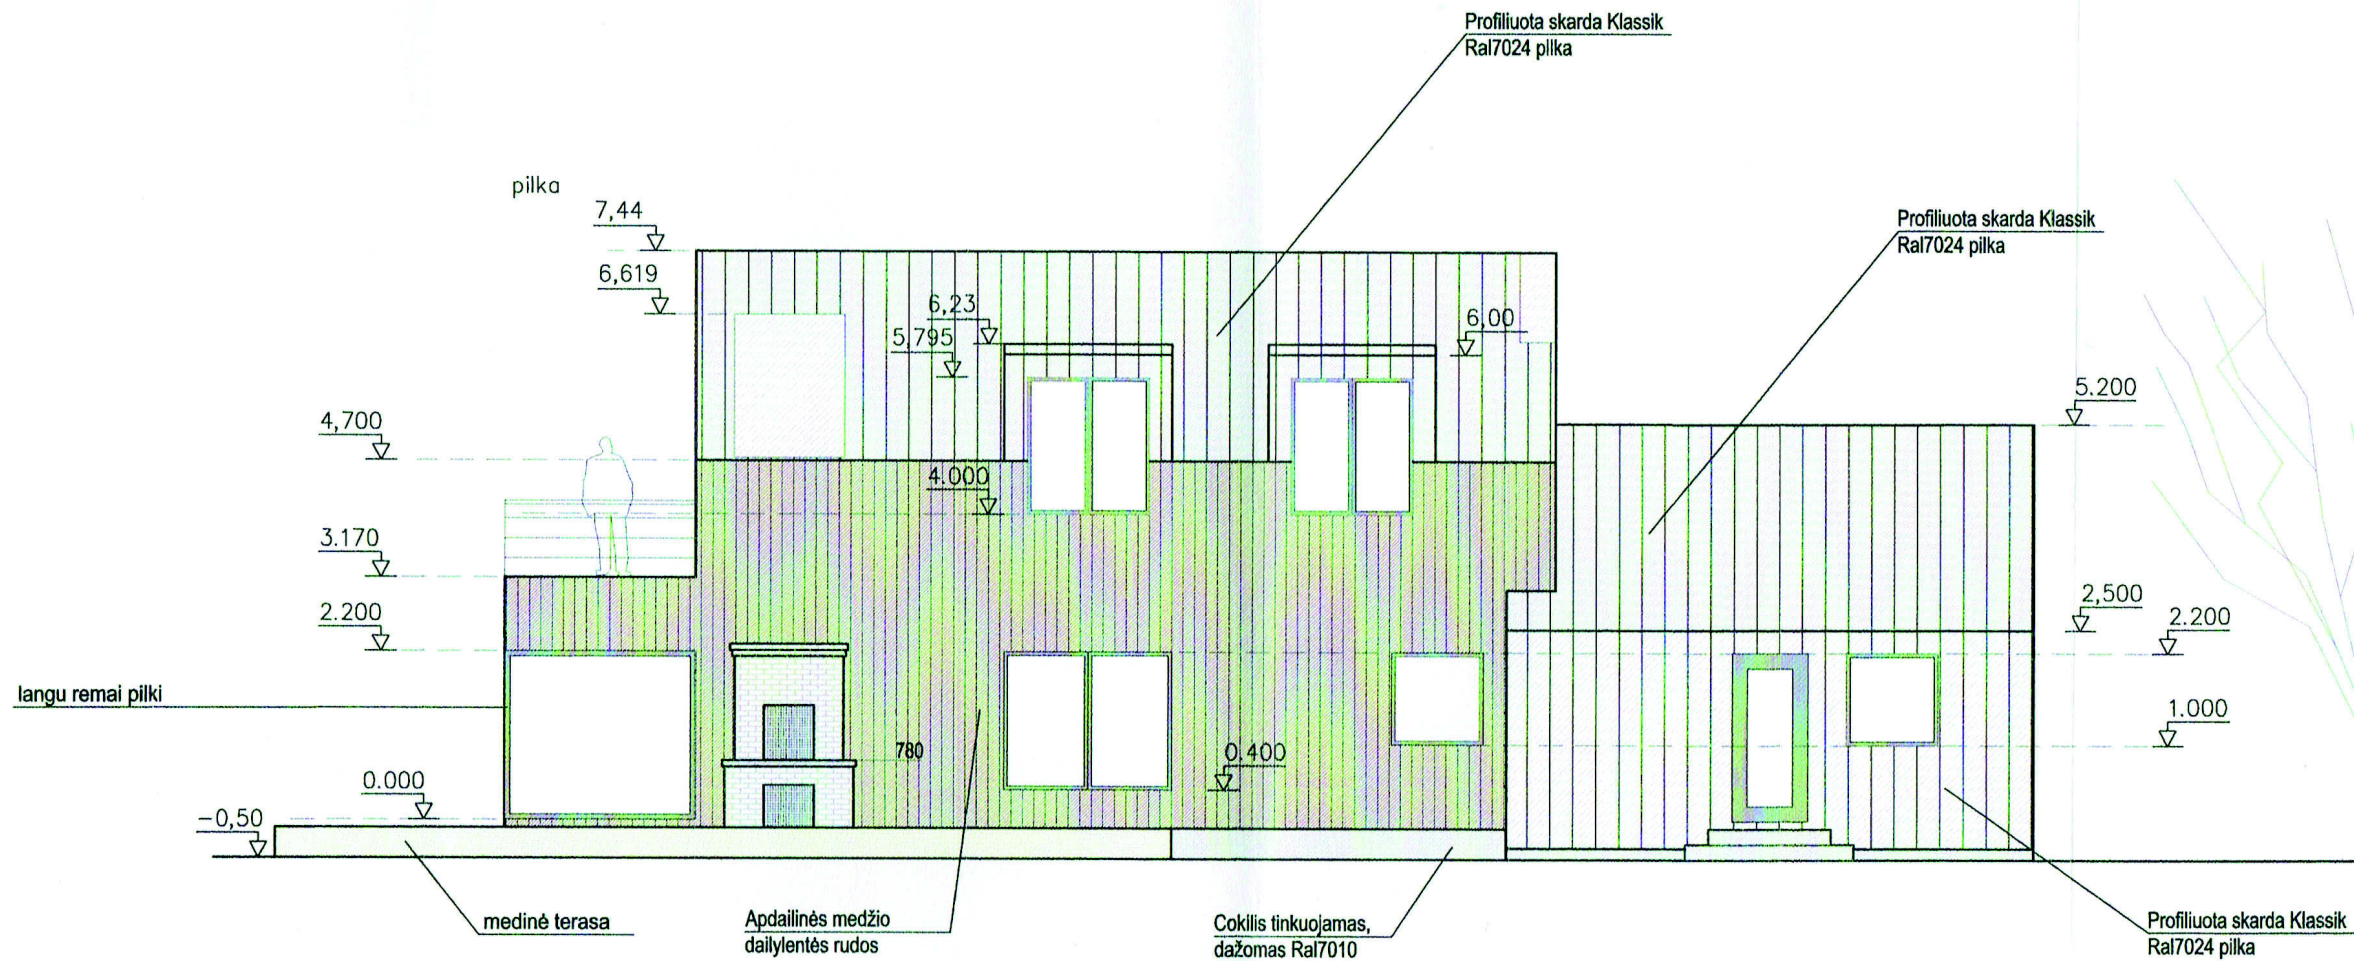 Profiliuota skarda Klassik
Ral7024 pilka
pilka
7,44
Profiliuota skarda Klassik
Ral7024 pilka
6,619
6,23
6,00
5,795
5.200
4,700
4.000
3.170
2,500
2.200
2.200
langu remai pilki
1.000
780
0.400
0.000
-0,50
medinė terasa
Apdailinės medžio
dailylentės rudos
Cokilis tinkuojamas,
dažomas Ral7010
Profiliuota skarda Klassik
Ral7024 pilka